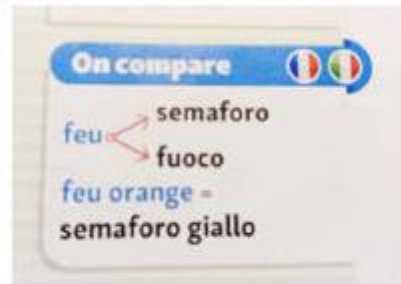 On compare
feu
semaforo
fuoco
feu orange =
semaforo giallo